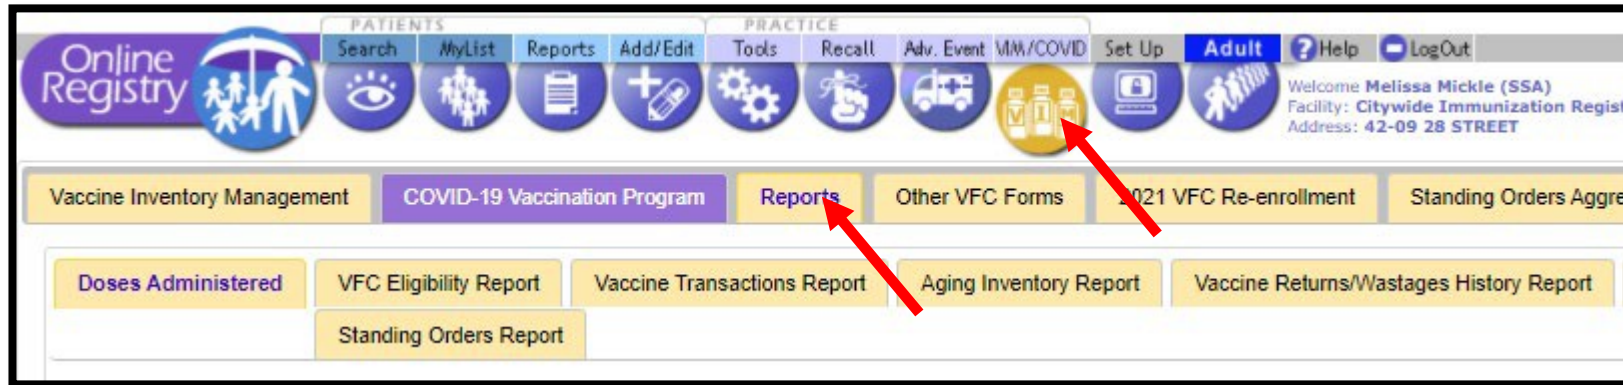 PATIENTS PRACTICE
Online Registry
Search MyList Reports Add/Edit Tools Recall Adv. Event VIM/COVID Set Up Adult ? Help LogOut
V I M
Welcome Melissa Mickle (SSA)
Facility: Citywide Immunization Regist
Address: 42-09 28 STREET
Vaccine Inventory Management COVID-19 Vaccination Program Reports Other VFC Forms 2021 VFC Re-enrollment Standing Orders Aggre
Doses Administered VFC Eligibility Report Vaccine Transactions Report Aging Inventory Report Vaccine Returns/Wastages History Report
Standing Orders Report